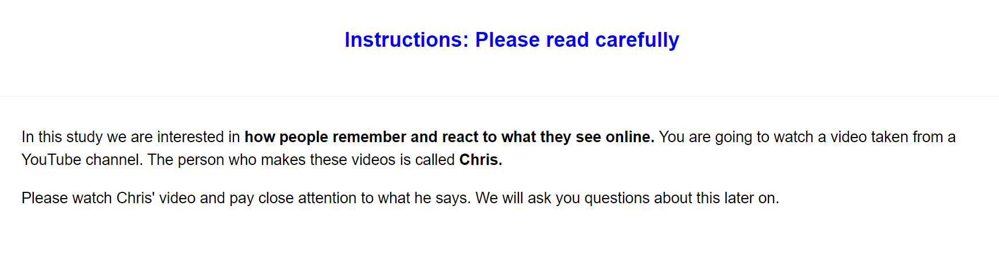 Instructions: Please read carefully
In this study we are interested in how people remember and react to what they see online. You are going to watch a video taken from a
YouTube channel. The person who makes these videos is called Chris.
Please watch Chris' video and pay close attention to what he says. We will ask you questions about this later on.